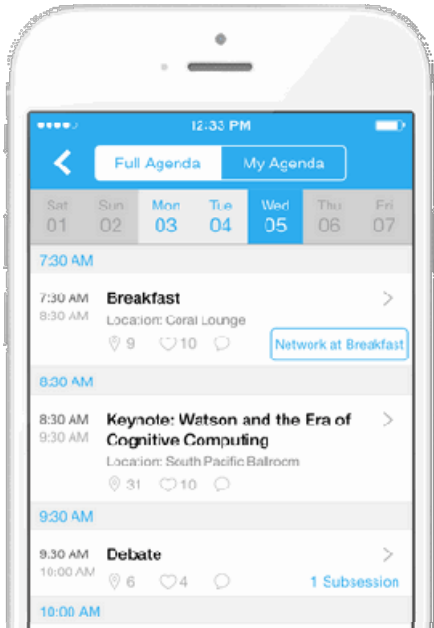 12:33 PM
Full Agenda My Agenda
Sat Sun Mon Tue Wed Thu Fri
01 02 03 04 05 06 07
7:30 AM
7:30 AM Breakfast
8:30 AM Location: Coral Lounge
9 10 Network at Breakfast
8:30 AM
8:30 AM Keynote: Watson and the Era of
9:30 AM Cognitive Computing
Location: South Pacific Ballroom
31 10
9:30 AM
9:30 AM Debate
10:00 AM 6 4 1 Subsession
10:00 AM